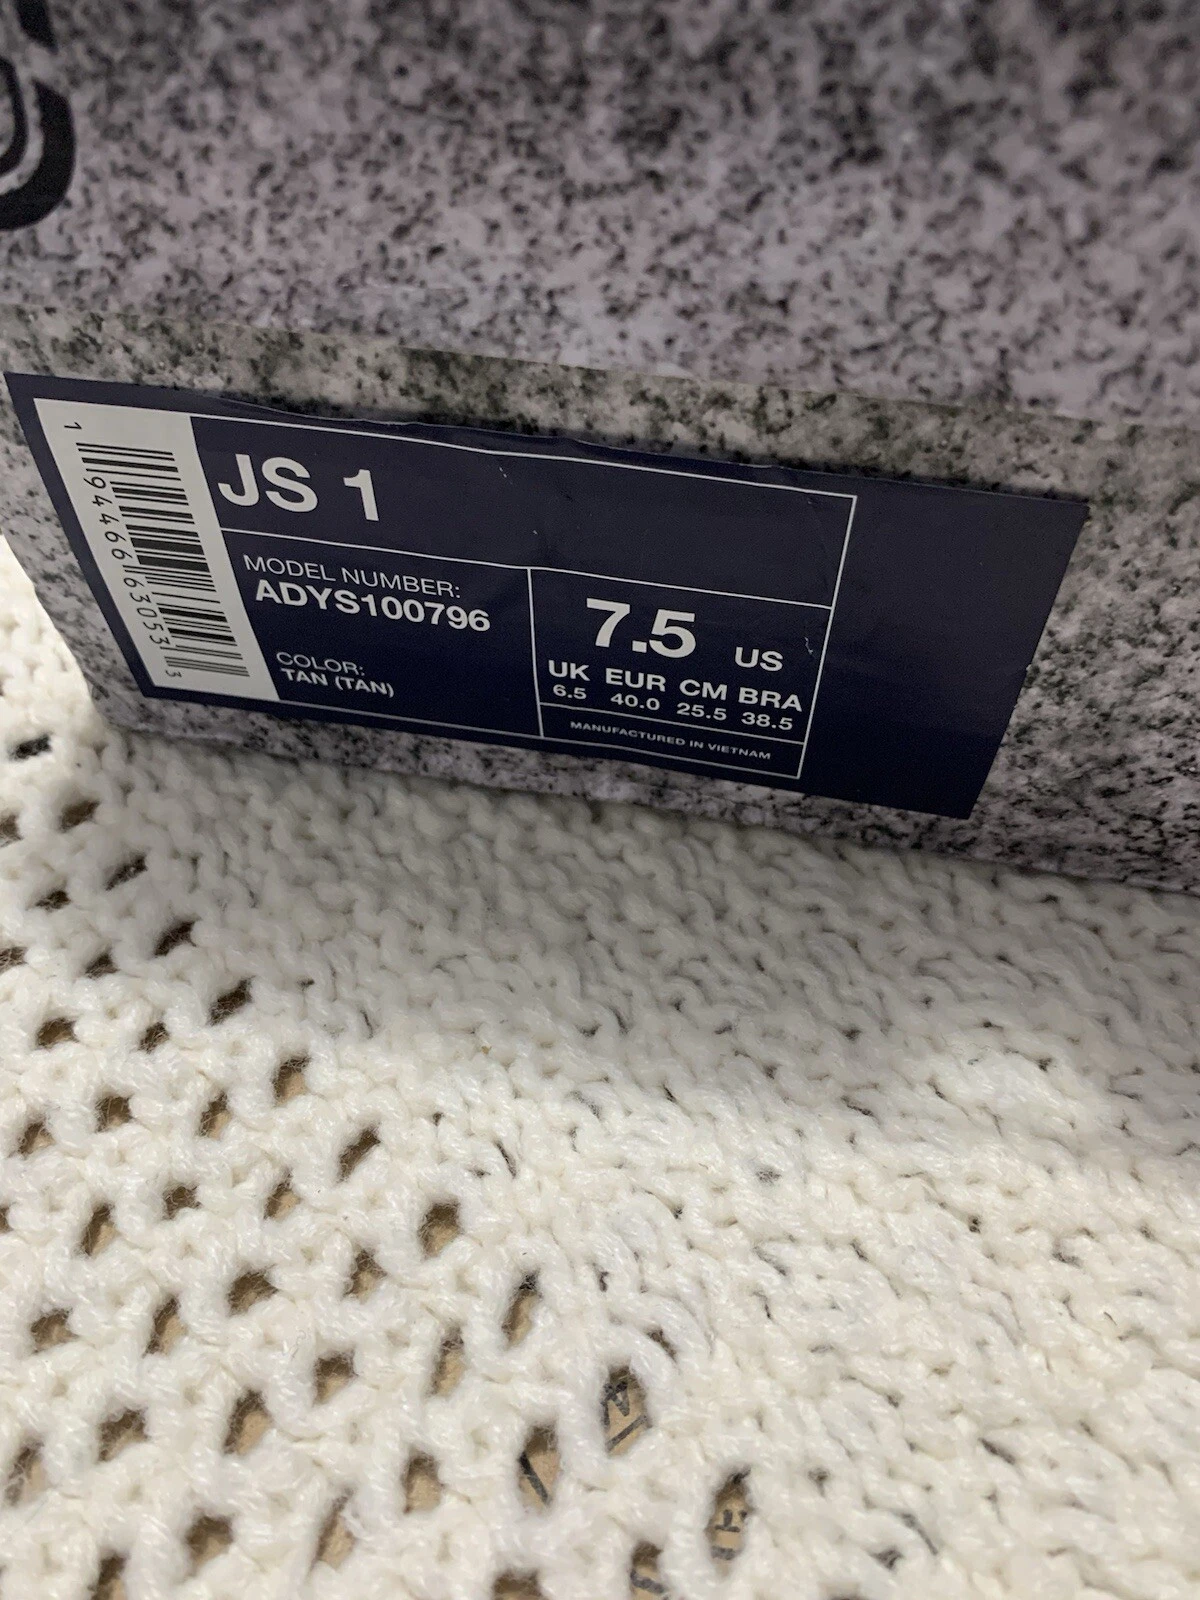 JS 1
MODEL NUMBER:
ADYS100796
COLOR:
TAN (TAN)
7.5 US
UK EUR CM BRA
6.5 40.0 25.5 38.5
MANUFACTURED IN VIETNAM
1 94466 63053 3